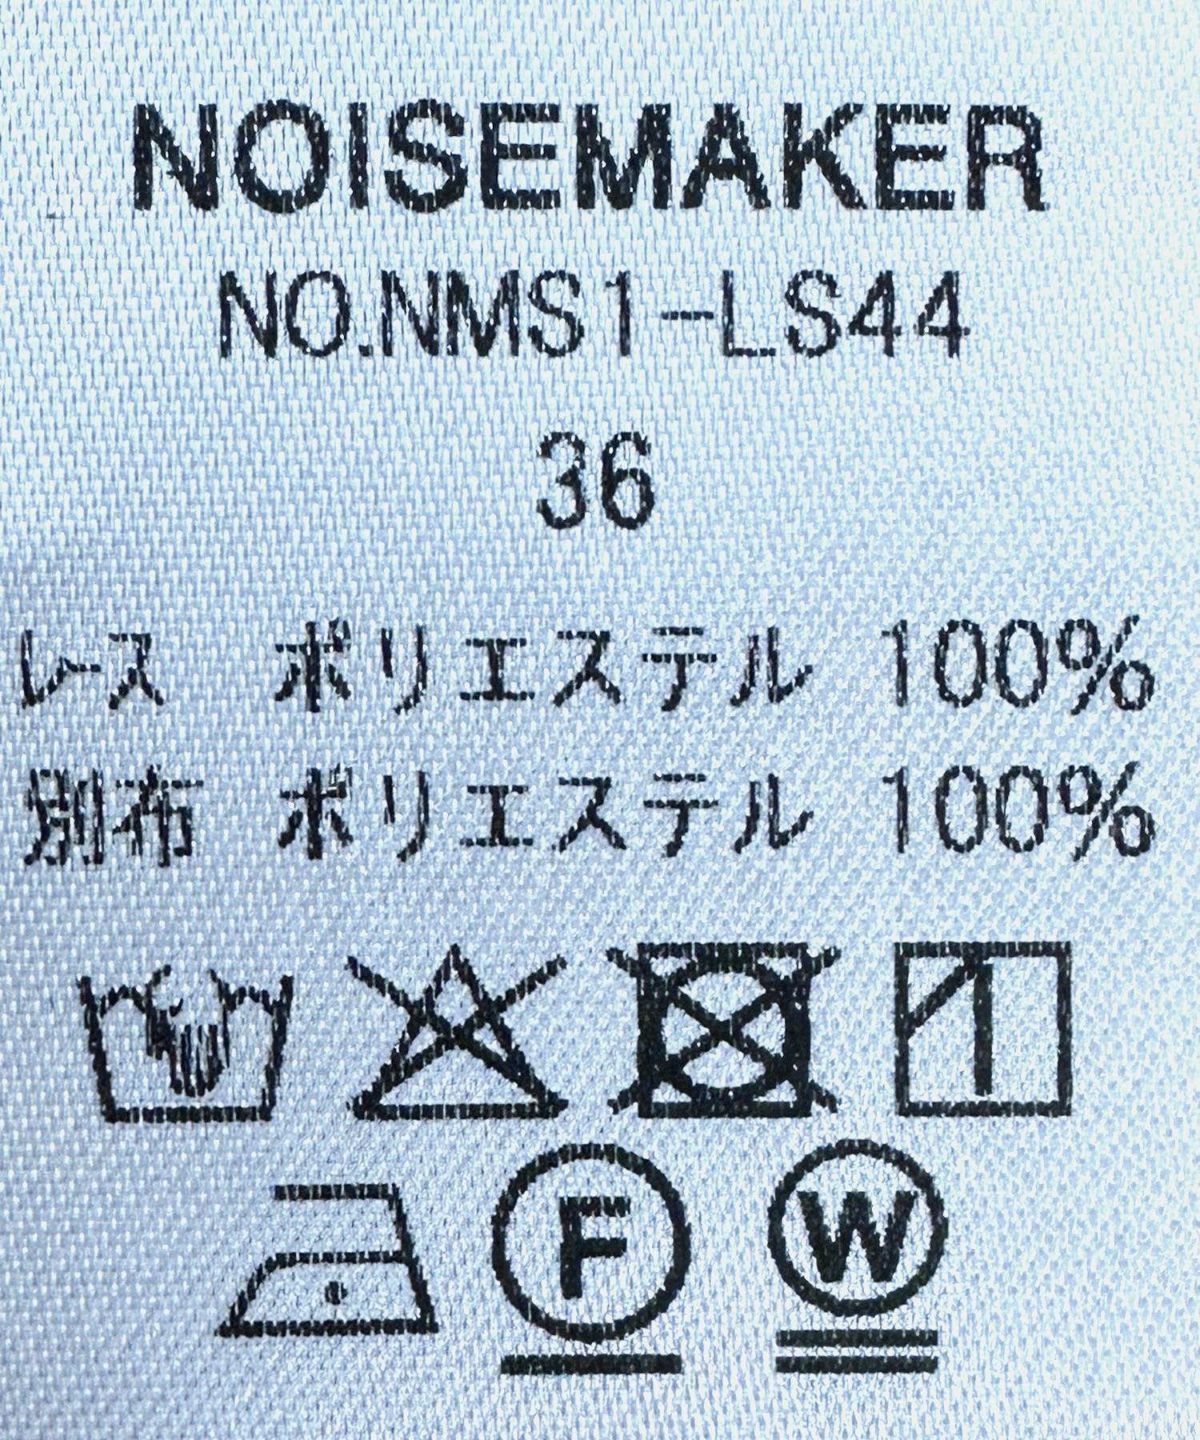 NOISEMAKER
NO.NMS1-LS44
36
レース ポリエステル 100%
別布 ポリエステル 100%
F W